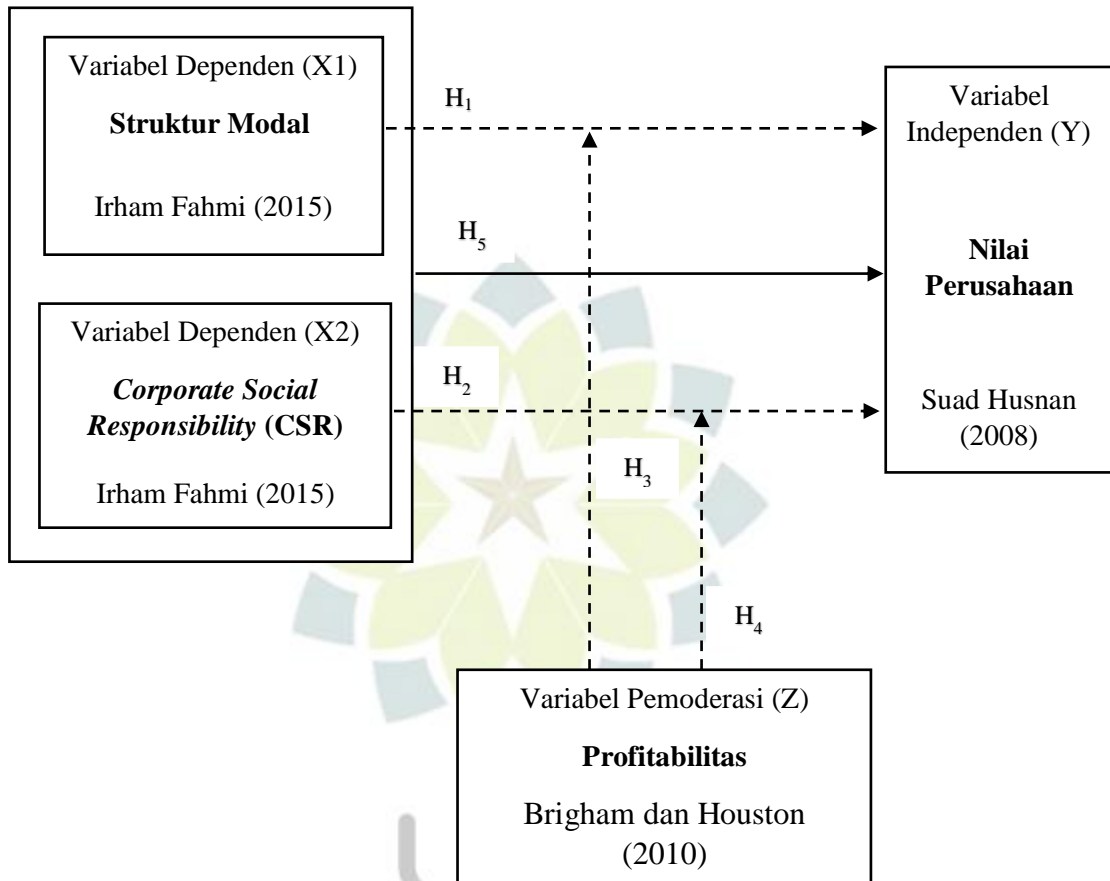 Variabel Dependen (X1)
Struktur Modal
Irham Fahmi (2015)
Variabel Dependen (X2)
Corporate Social
Responsibility (CSR)
Irham Fahmi (2015)
H₁
H₅
H₂
H₃
H₄
Variabel
Independen (Y)
Nilai
Perusahaan
Suad Husnan
(2008)
Variabel Pemoderasi (Z)
Profitabilitas
Brigham dan Houston
(2010)